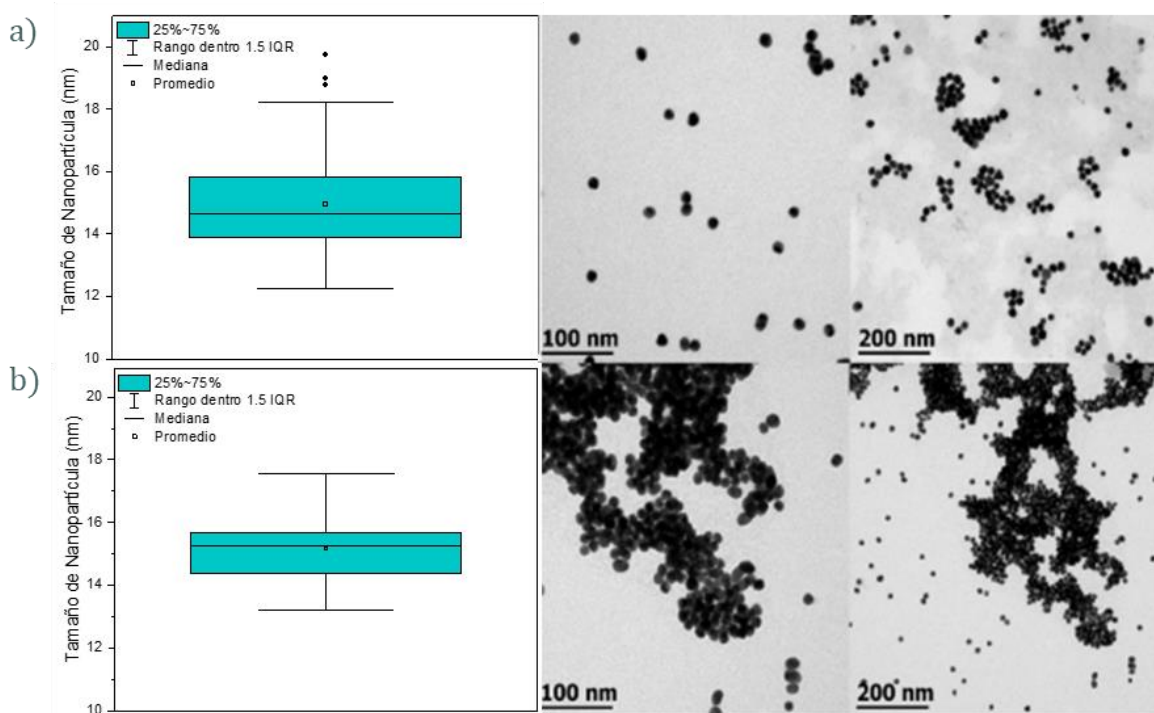 a)
25%~75%
Rango dentro 1.5 IQR
Mediana
Promedio
Tamaño de Nanopartícula (nm)
20
18
16
14
12
10
100 nm
200 nm
b)
25%~75%
Rango dentro 1.5 IQR
Mediana
Promedio
Tamaño de Nanopartícula (nm)
20
18
16
14
12
10
100 nm
200 nm